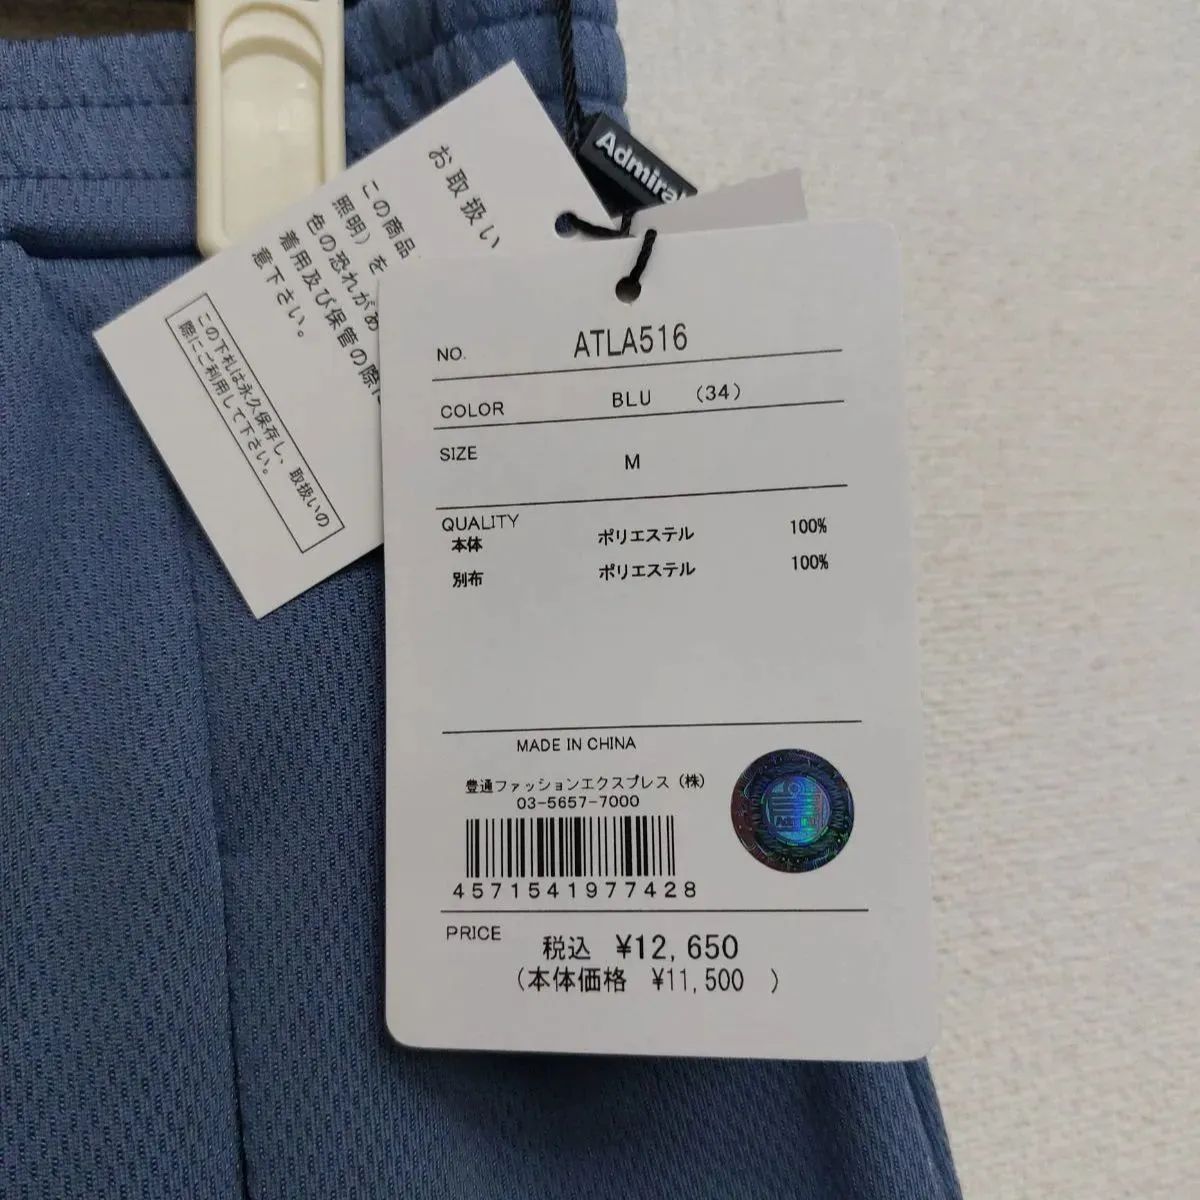 Admiral
お取扱い
この商品
照明）を
色の恐れがあ
着用及び保管の際に
意下さい。
この下札は永久保存し、取扱いの
際にご利用して下さい。
NO. ATLA516
COLOR BLU （34）
SIZE M
QUALITY
本体 ポリエステル 100%
別布 ポリエステル 100%
MADE IN CHINA
豊通ファッションエクスプレス（株）
03-5657-7000
4571541977428
PRICE 税込 ¥12,650
（本体価格 ¥11,500 ）